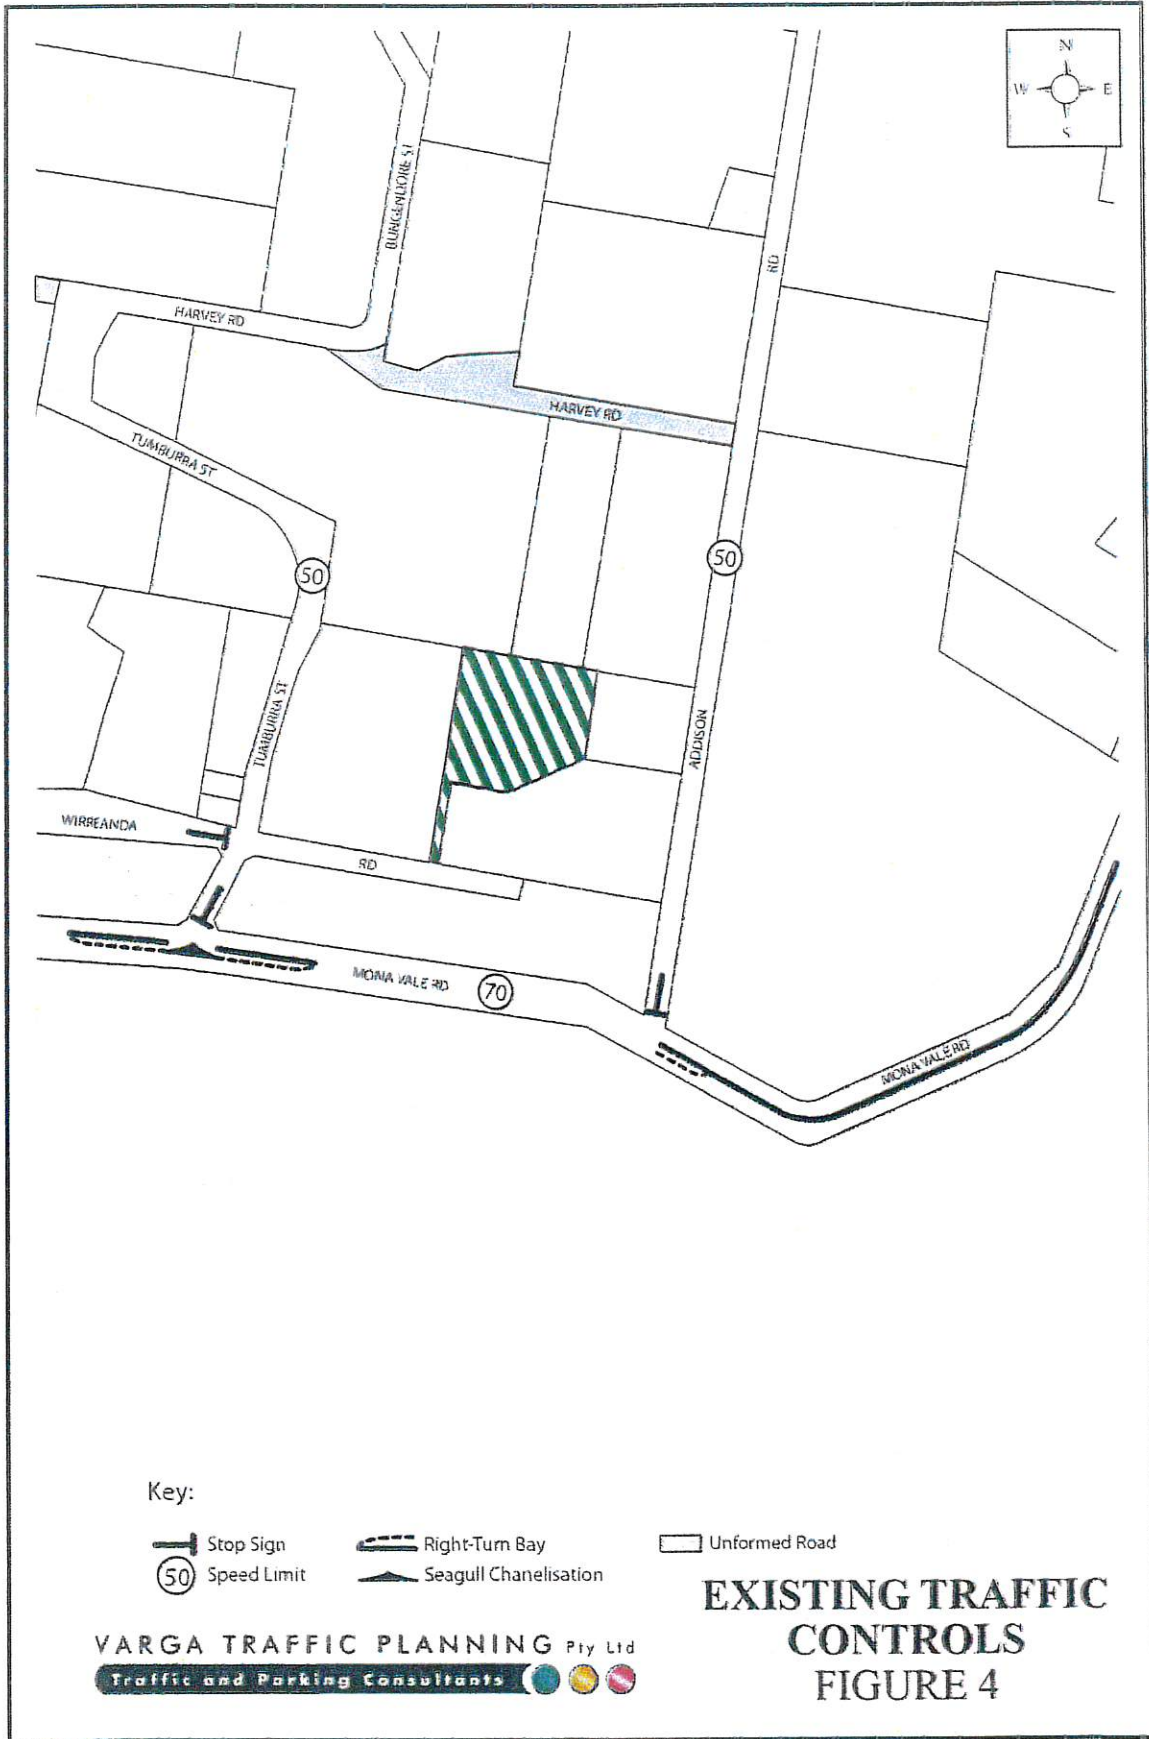 N
W E
S
BUNGENDORE ST
RD
HARVEY RD
HARVEY RD
TUMBURRA ST
50
50
TUMBURRA ST
ADDISON
WIRREANDA
RD
MONA VALE RD
70
MONA VALE RD
Key:
Stop Sign
Right-Turn Bay
Unformed Road
50 Speed Limit
Seagull Chanelisation
EXISTING TRAFFIC
CONTROLS
FIGURE 4
VARGA TRAFFIC PLANNING Pty Ltd
Traffic and Parking Consultants